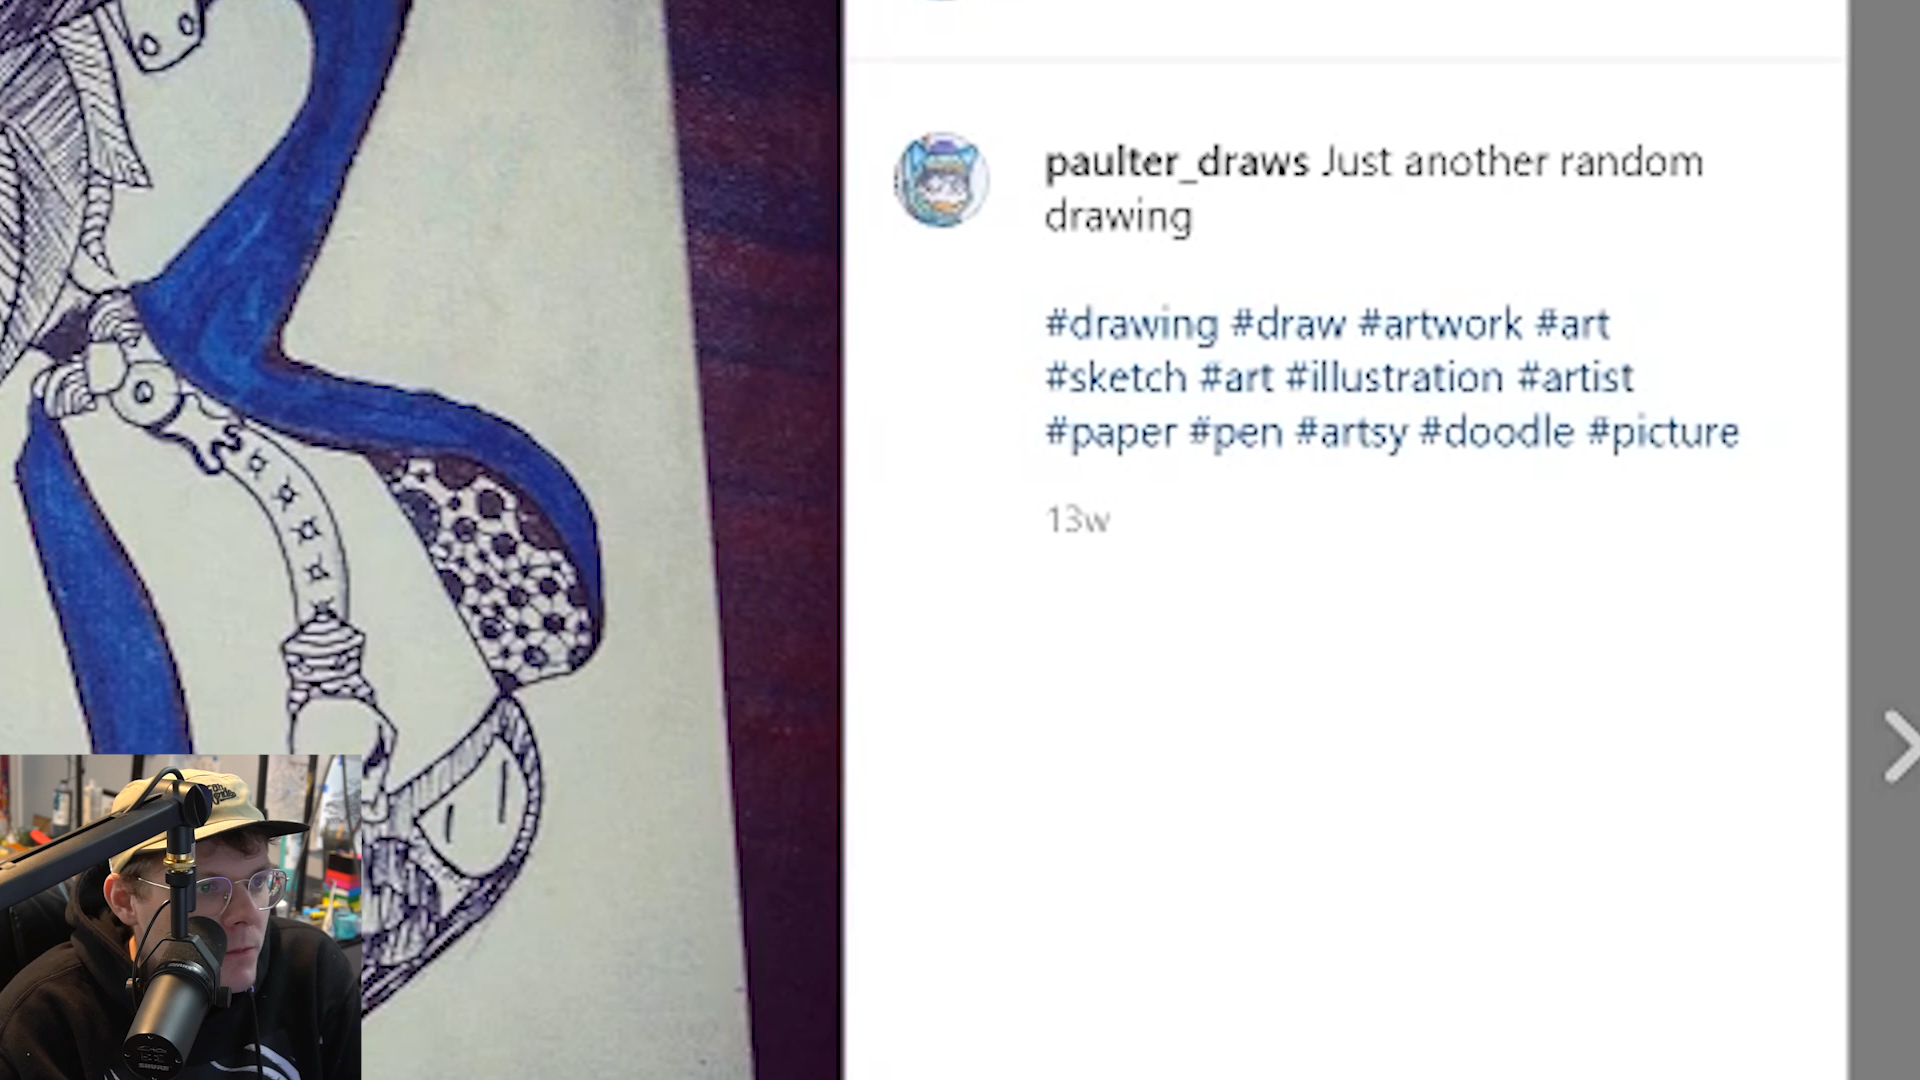 paulter_draws Just another random
drawing
#drawing #draw #artwork #art
#sketch #art #illustration #artist
#paper #pen #artsy #doodle #picture
13w